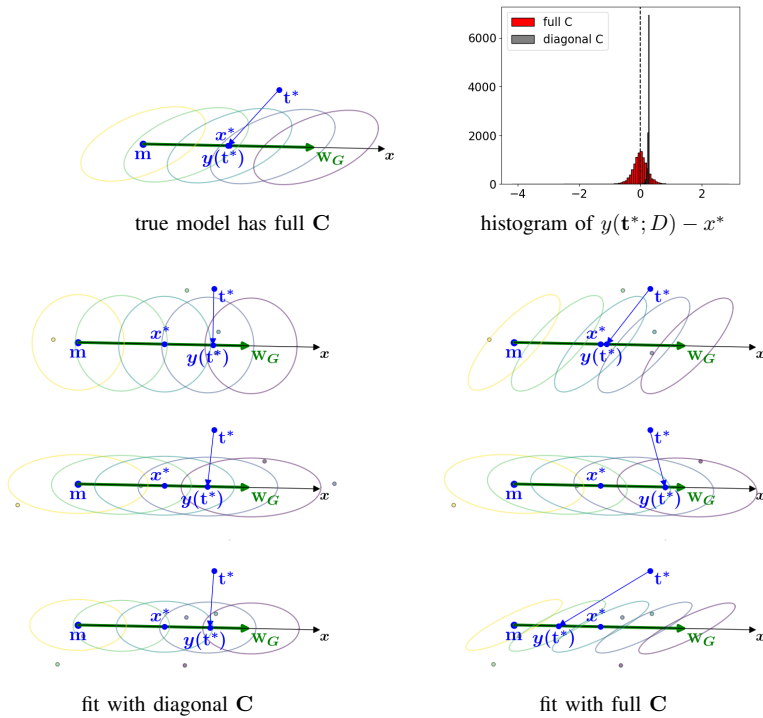 full C
diagonal C
6000
4000
2000
0
−4
−2
0
2
t*
x*
m
y(t*)
w_G
x
true model has full C
histogram of y(t*; D) − x*
t*
x*
m
y(t*)
w_G
x
t*
x*
m
y(t*)
w_G
x
t*
x*
m
y(t*)
w_G
x
t*
x*
m
y(t*)
w_G
x
t*
x*
m
y(t*)
w_G
x
t*
x*
m
y(t*)
w_G
x
fit with diagonal C
fit with full C